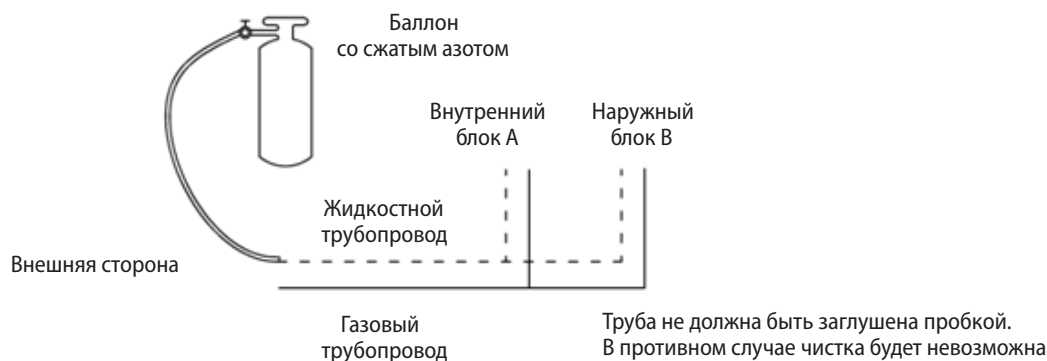 Баллон
со сжатым азотом
Внутренний
блок A
Наружный
блок B
Жидкостной
трубопровод
Внешняя сторона
Газовый
трубопровод
Труба не должна быть заглушена пробкой.
В противном случае чистка будет невозможна